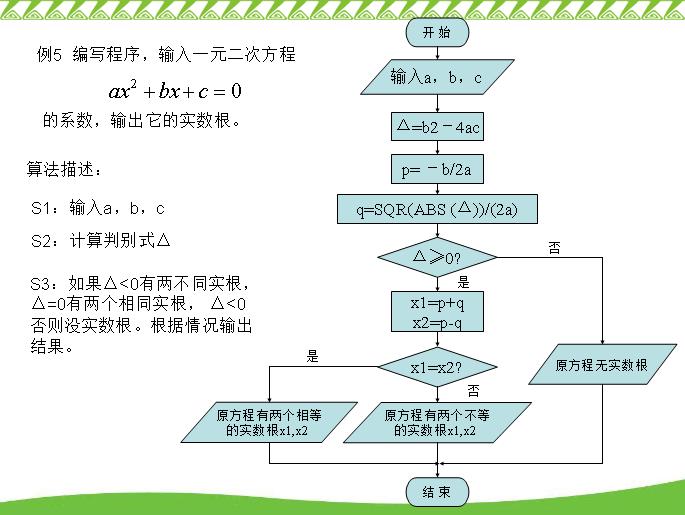 例5 编写程序，输入一元二次方程
ax²+bx+c=0
的系数，输出它的实数根。
算法描述：
S1：输入a，b，c
S2：计算判别式△
S3：如果△<0有两不同实根，
△=0有两个相同实根， △<0
否则没实数根。根据情况输出
结果。
开始
输入a，b，c
△=b2－4ac
p=－b/2a
q=SQR(ABS (△))/(2a)
△≥0?
否
是
x1=p+q
x2=p-q
x1=x2?
是
否
原方程无实数根
原方程有两个相等
的实数根x1,x2
原方程有两个不等
的实数根x1,x2
结束